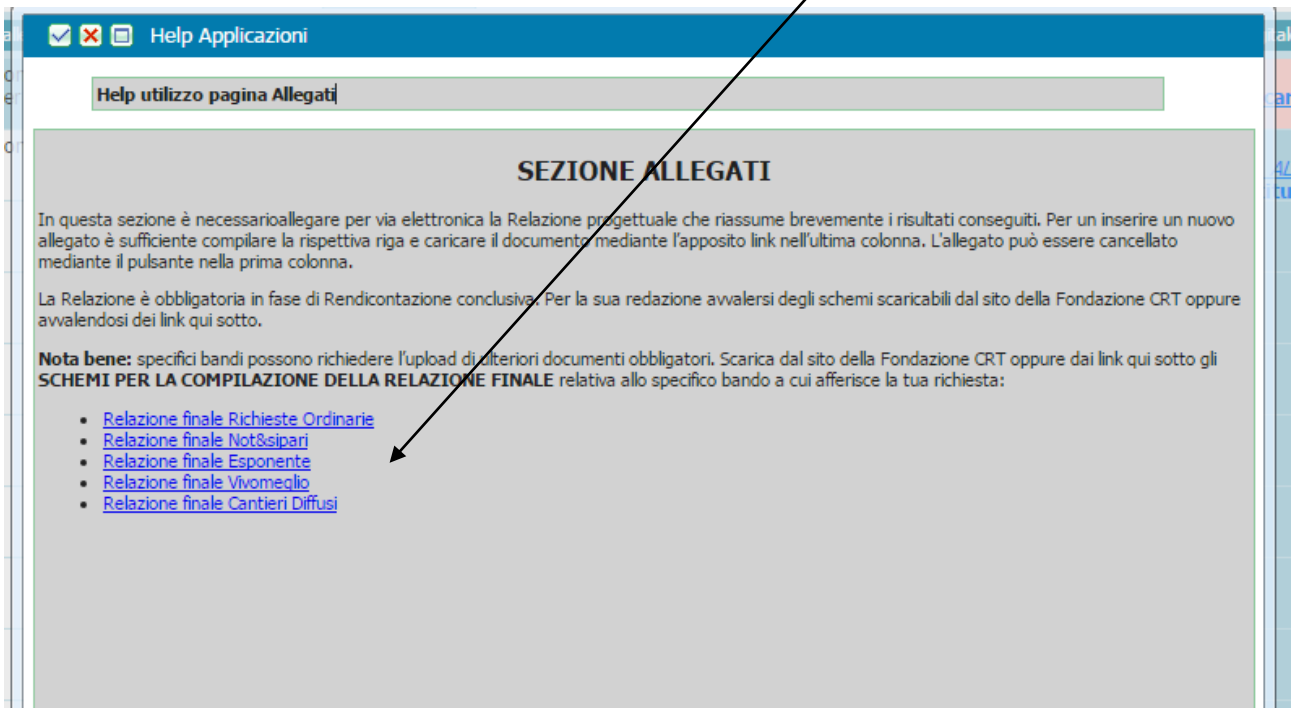 Help Applicazioni
Help utilizzo pagina Allegati
SEZIONE ALLEGATI
In questa sezione è necessarioallegare per via elettronica la Relazione progettuale che riassume brevemente i risultati conseguiti. Per un inserire un nuovo
allegato è sufficiente compilare la rispettiva riga e caricare il documento mediante l'apposito link nell'ultima colonna. L'allegato può essere cancellato
mediante il pulsante nella prima colonna.
La Relazione è obbligatoria in fase di Rendicontazione conclusiva. Per la sua redazione avvalersi degli schemi scaricabili dal sito della Fondazione CRT oppure
avvalendosi dei link qui sotto.
Nota bene: specifici bandi possono richiedere l'upload di ulteriori documenti obbligatori. Scarica dal sito della Fondazione CRT oppure dai link qui sotto gli
SCHEMI PER LA COMPILAZIONE DELLA RELAZIONE FINALE relativa allo specifico bando a cui afferisce la tua richiesta:
Relazione finale Richieste Ordinarie
Relazione finale Not&sipari
Relazione finale Esponente
Relazione finale Vivomeglio
Relazione finale Cantieri Diffusi